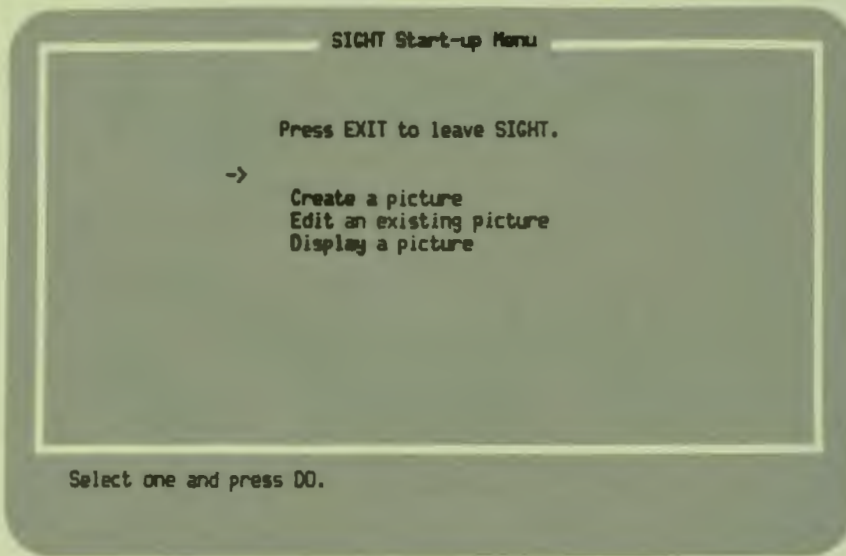 SIGHT Start-up Menu
Press EXIT to leave SIGHT.
->
Create a picture
Edit an existing picture
Display a picture
Select one and press DO.